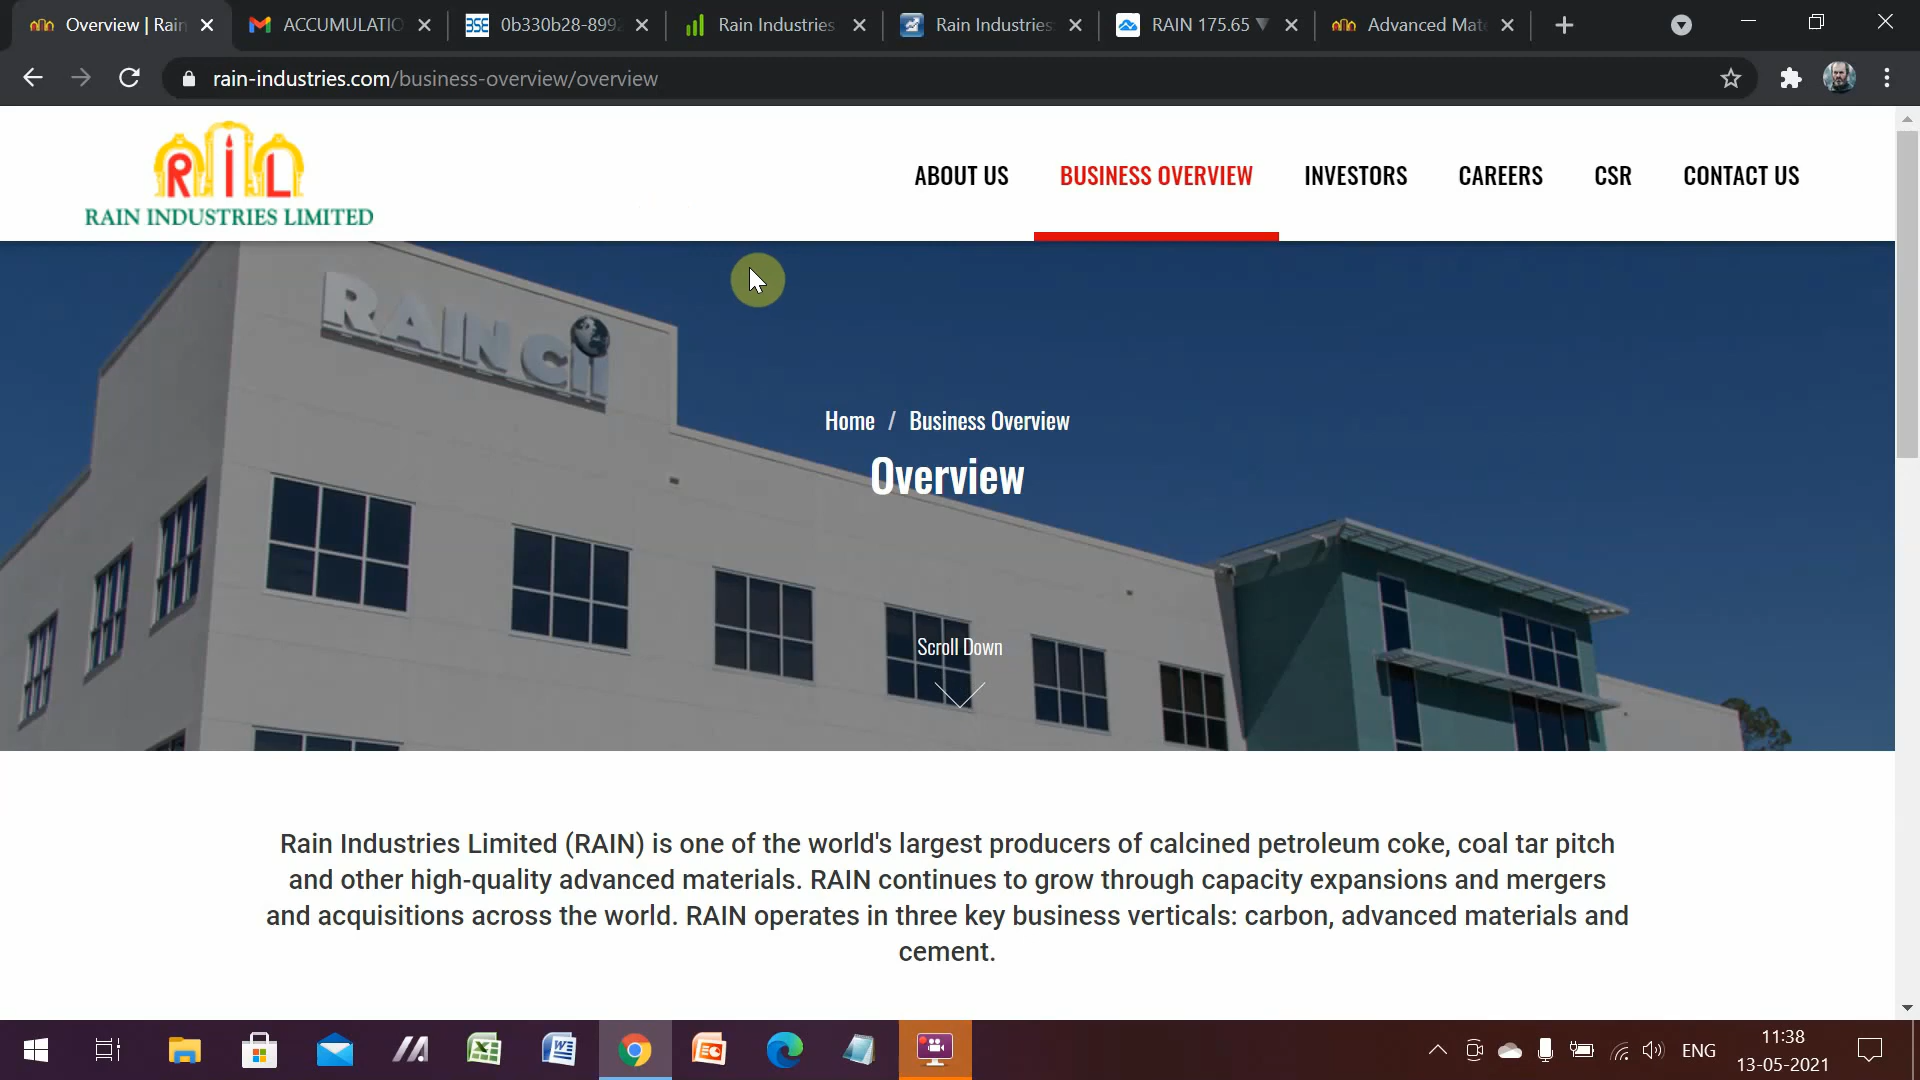 Overview | Rain
ACCUMULATIO
0b330b28-8992
Rain Industries
Rain Industries
RAIN 175.65 ▼
Advanced Mate
rain-industries.com/business-overview/overview
RIL
RAIN INDUSTRIES LIMITED
ABOUT US
BUSINESS OVERVIEW
INVESTORS
CAREERS
CSR
CONTACT US
RAIN CII
Home / Business Overview
Overview
Scroll Down
Rain Industries Limited (RAIN) is one of the world's largest producers of calcined petroleum coke, coal tar pitch
and other high-quality advanced materials. RAIN continues to grow through capacity expansions and mergers
and acquisitions across the world. RAIN operates in three key business verticals: carbon, advanced materials and
cement.
ENG
11:38
13-05-2021